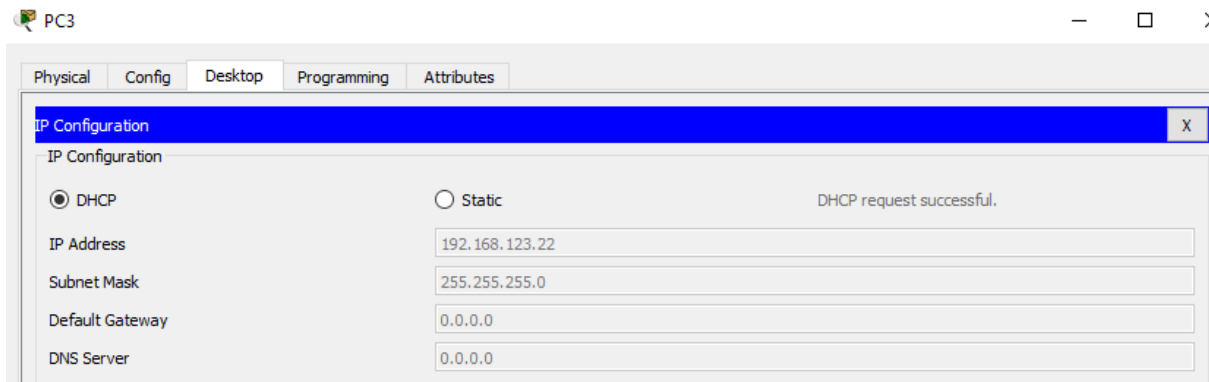 PC3
Physical Config Desktop Programming Attributes
IP Configuration X
IP Configuration
DHCP Static DHCP request successful.
IP Address 192.168.123.22
Subnet Mask 255.255.255.0
Default Gateway 0.0.0.0
DNS Server 0.0.0.0